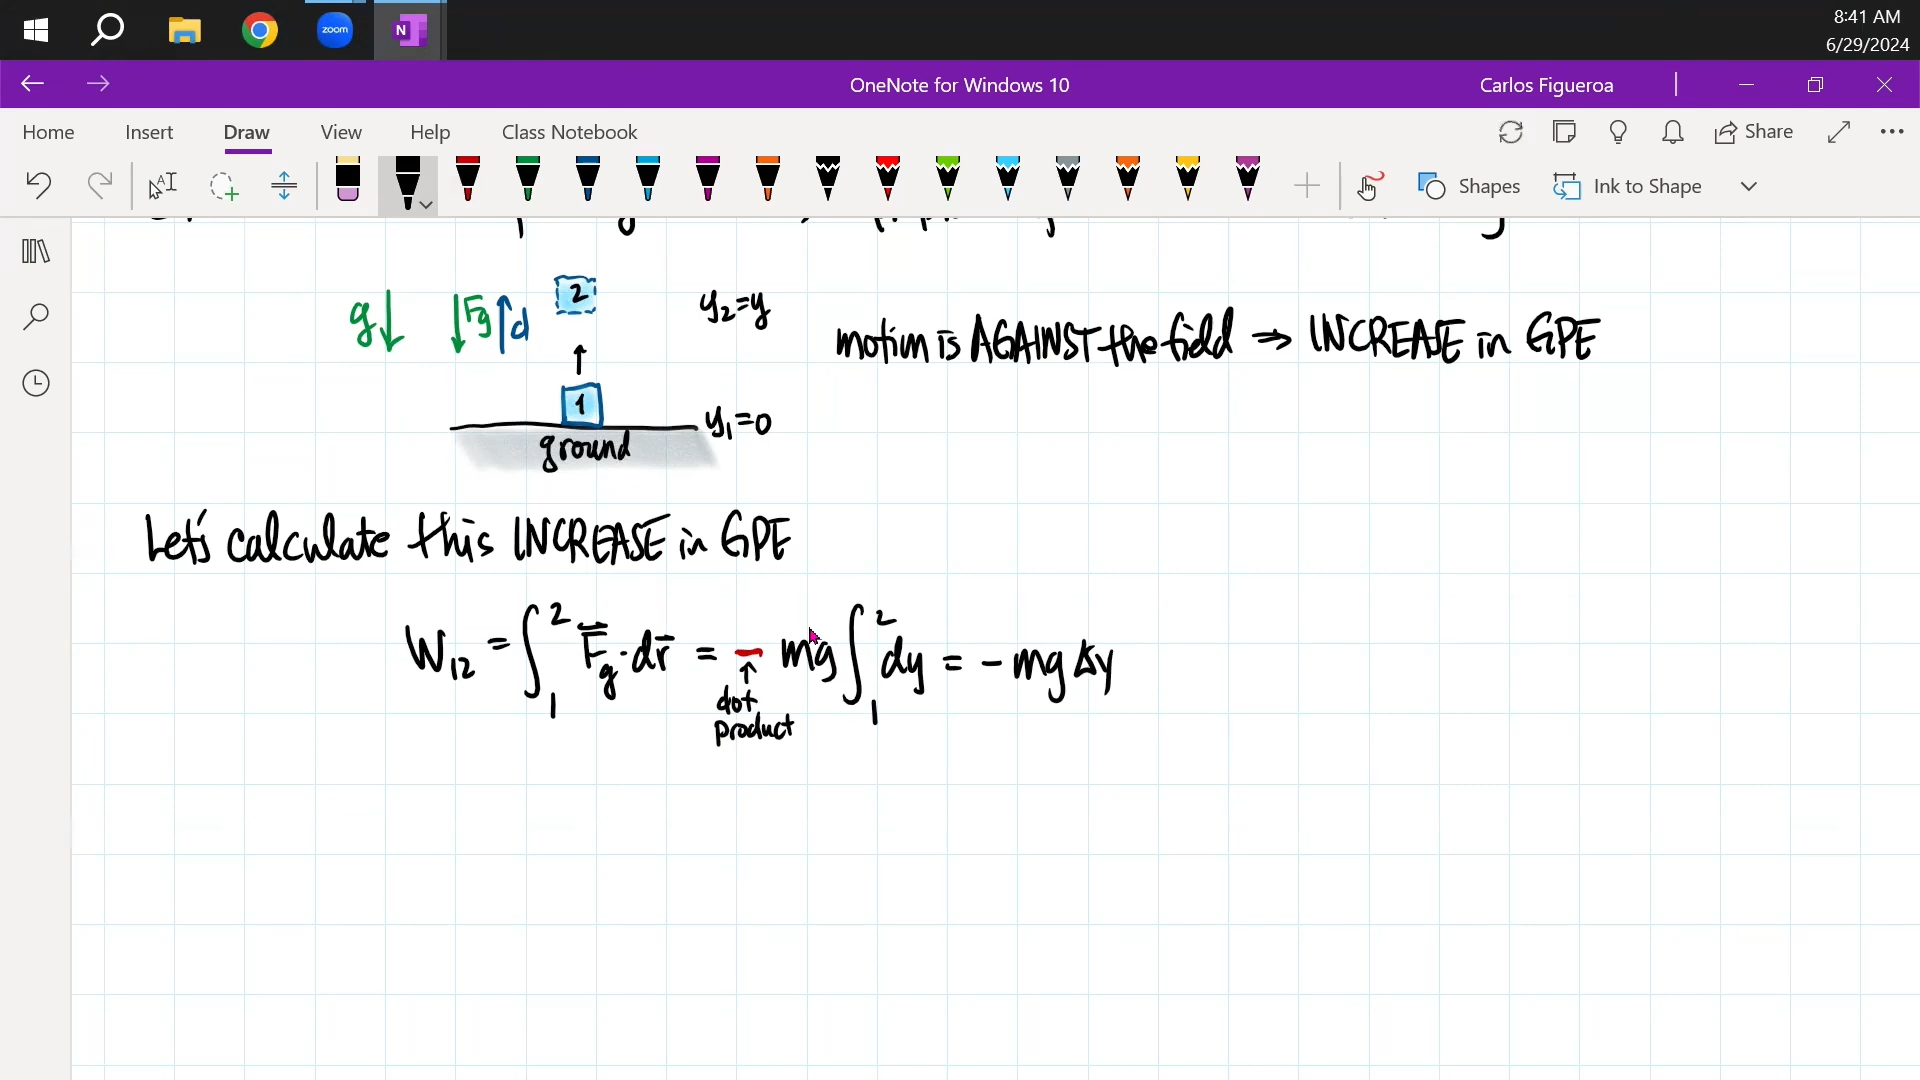 8:41 AM
6/29/2024
zoom
N
OneNote for Windows 10
Carlos Figueroa
Home Insert Draw View Help Class Notebook
Share
Shapes
Ink to Shape
g↓ ↓Fg ↑d 2 y₂=y
motion is AGAINST the field ⇒ INCREASE in GPE
1 y₁=0
ground
Let's calculate this INCREASE in GPE
W₁₂ = ∫₁² F⃗g · dr⃗ = − mg ∫₁² dy = − mg Δy
↑
dot
product